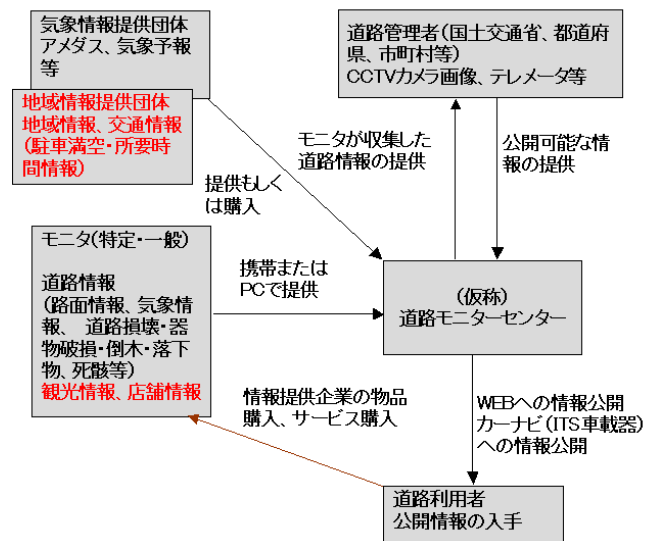 気象情報提供団体
アメダス、気象予報
等
地域情報提供団体
地域情報、交通情報
(駐車満空・所要時
間情報)
道路管理者(国土交通省、都道府
県、市町村等)
CCTVカメラ画像、テレメータ等
モニタが収集した
道路情報の提供
公開可能な情
報の提供
提供もしく
は購入
モニタ(特定・一般)
道路情報
(路面情報、気象情
報、 道路損壊・器
物破損・倒木・落下
物、死骸等)
観光情報、店舗情報
携帯または
PCで提供
(仮称)
道路モニターセンター
情報提供企業の物品
購入、サービス購入
WEBへの情報公開
カーナビ(ITS車載器)
への情報公開
道路利用者
公開情報の入手